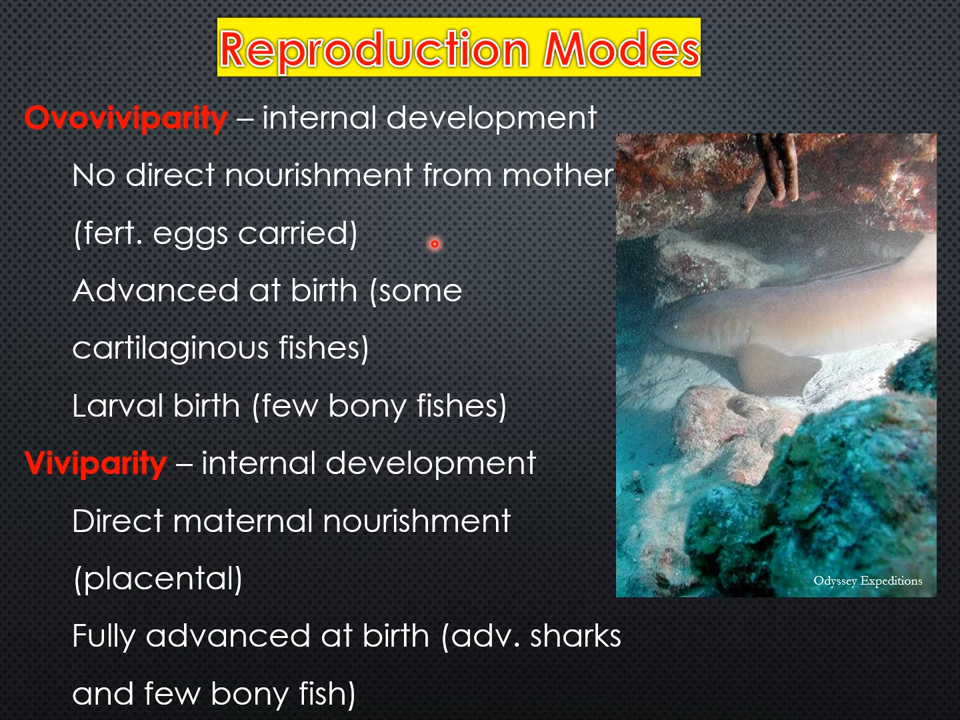 Reproduction Modes
Ovoviviparity – internal development
No direct nourishment from mother
(fert. eggs carried)
Advanced at birth (some
cartilaginous fishes)
Larval birth (few bony fishes)
Viviparity – internal development
Direct maternal nourishment
(placental)
Fully advanced at birth (adv. sharks
and few bony fish)
Odyssey Expeditions